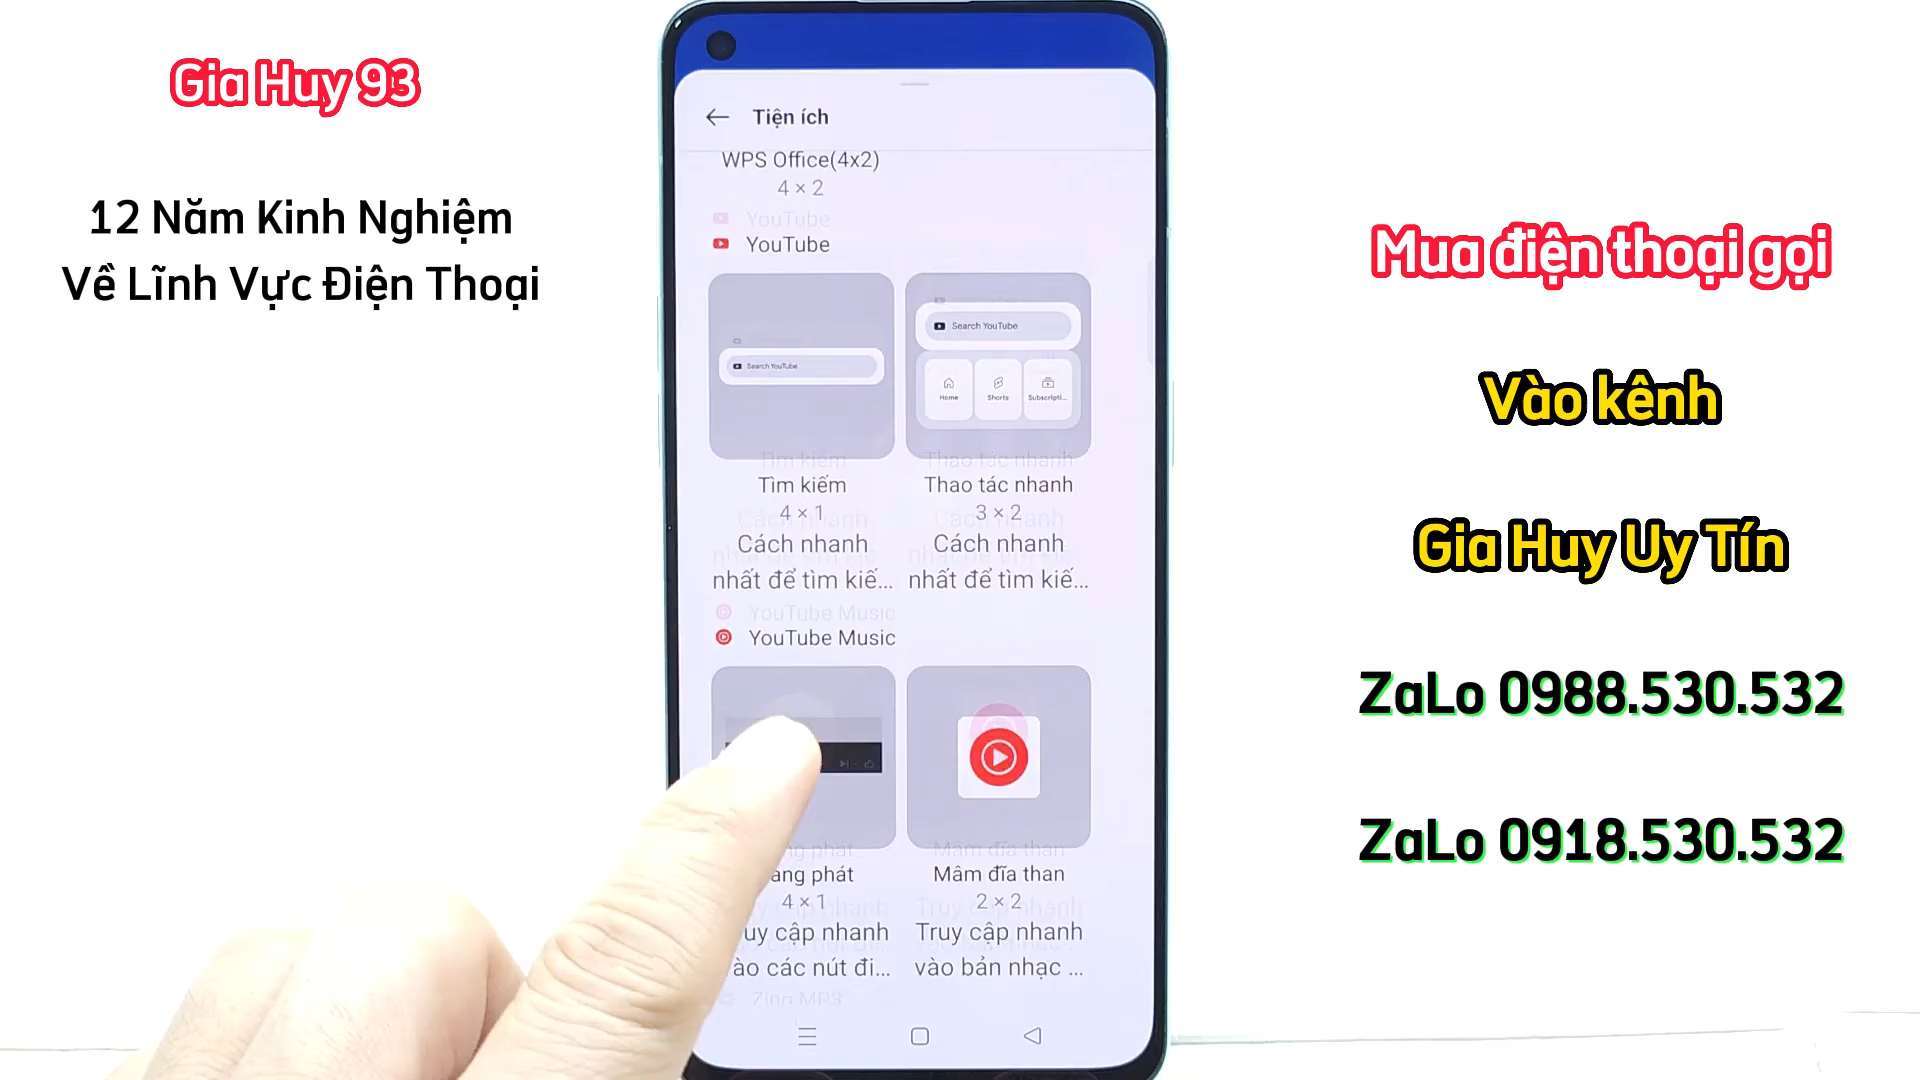 Gia Huy 93
12 Năm Kinh Nghiệm
Về Lĩnh Vực Điện Thoại
Tiện ích
WPS Office(4x2)
4 × 2
YouTube
Search YouTube
Search YouTube
Home
Shorts
Subscripti...
Tìm kiếm
4 × 1
Cách nhanh
nhất để tìm kiế...
Thao tác nhanh
3 × 2
Cách nhanh
nhất để tìm kiế...
YouTube Music
ang phát
4 × 1
uy cập nhanh
ào các nút đi...
Mâm đĩa than
2 × 2
Truy cập nhanh
vào bản nhạc ...
Zing MP3
Mua điện thoại gọi
Vào kênh
Gia Huy Uy Tín
ZaLo 0988.530.532
ZaLo 0918.530.532